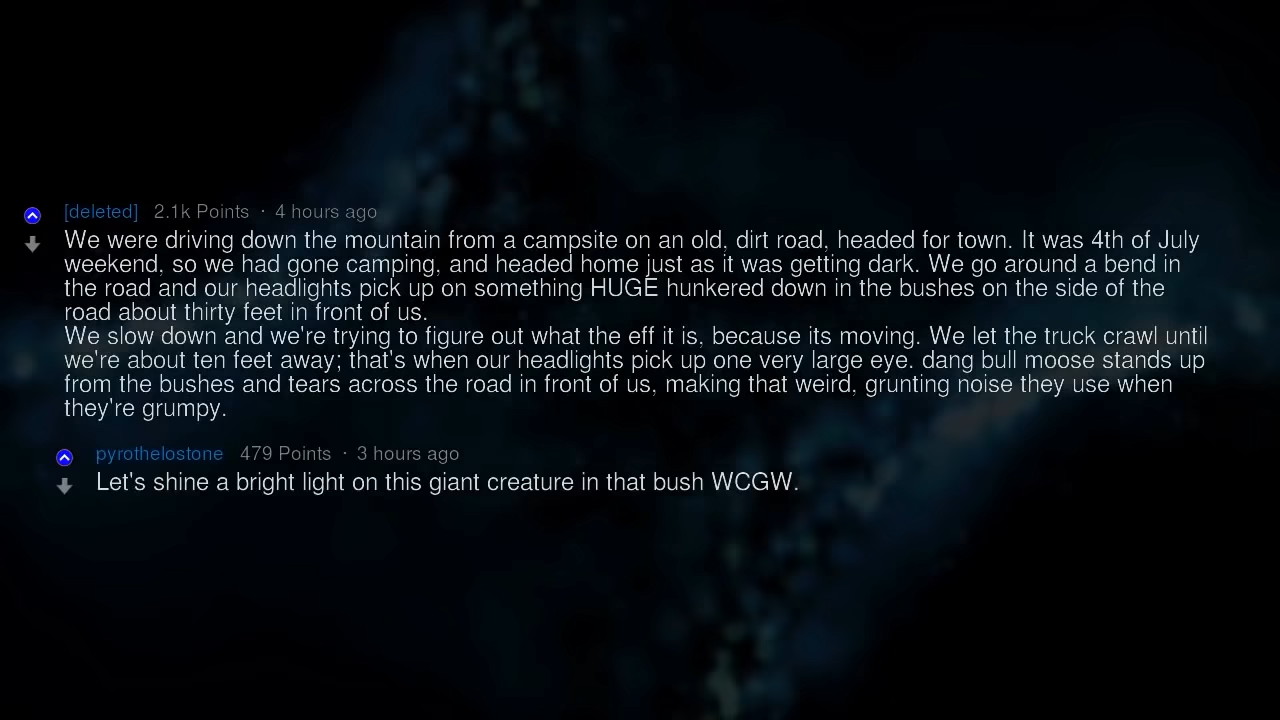 [deleted] 2.1k Points · 4 hours ago
We were driving down the mountain from a campsite on an old, dirt road, headed for town. It was 4th of July
weekend, so we had gone camping, and headed home just as it was getting dark. We go around a bend in
the road and our headlights pick up on something HUGE hunkered down in the bushes on the side of the
road about thirty feet in front of us.
We slow down and we're trying to figure out what the eff it is, because its moving. We let the truck crawl until
we're about ten feet away; that's when our headlights pick up one very large eye. dang bull moose stands up
from the bushes and tears across the road in front of us, making that weird, grunting noise they use when
they're grumpy.
pyrothelostone 479 Points · 3 hours ago
Let's shine a bright light on this giant creature in that bush WCGW.